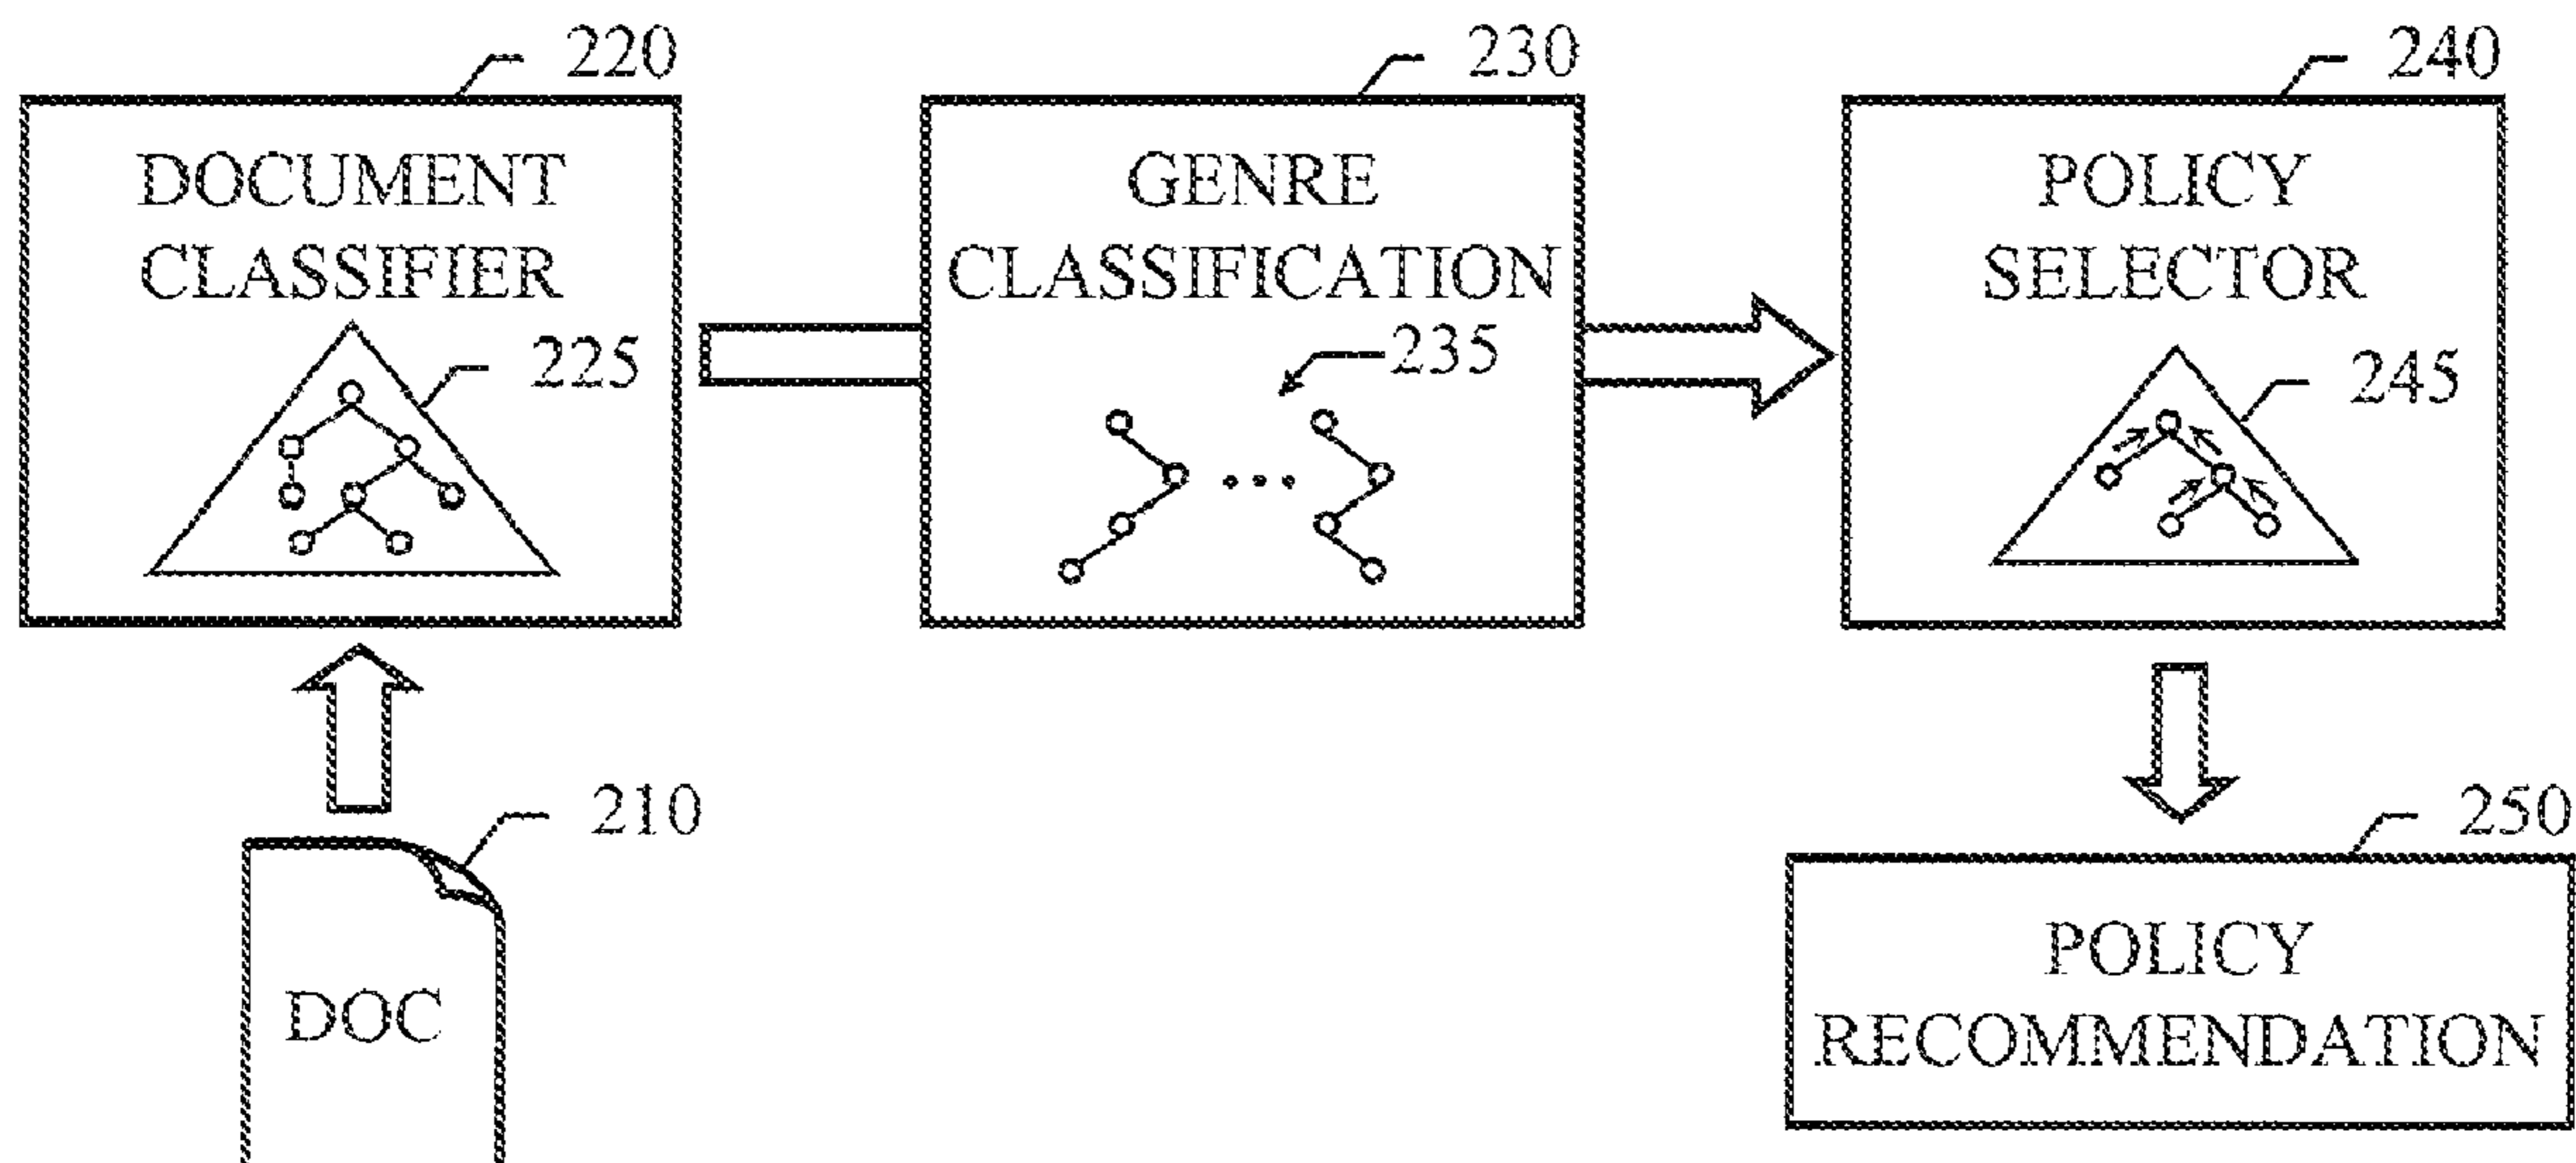 220
230
240
DOCUMENT
CLASSIFIER
225
GENRE
CLASSIFICATION
235
POLICY
SELECTOR
245
210
DOC
250
POLICY
RECOMMENDATION